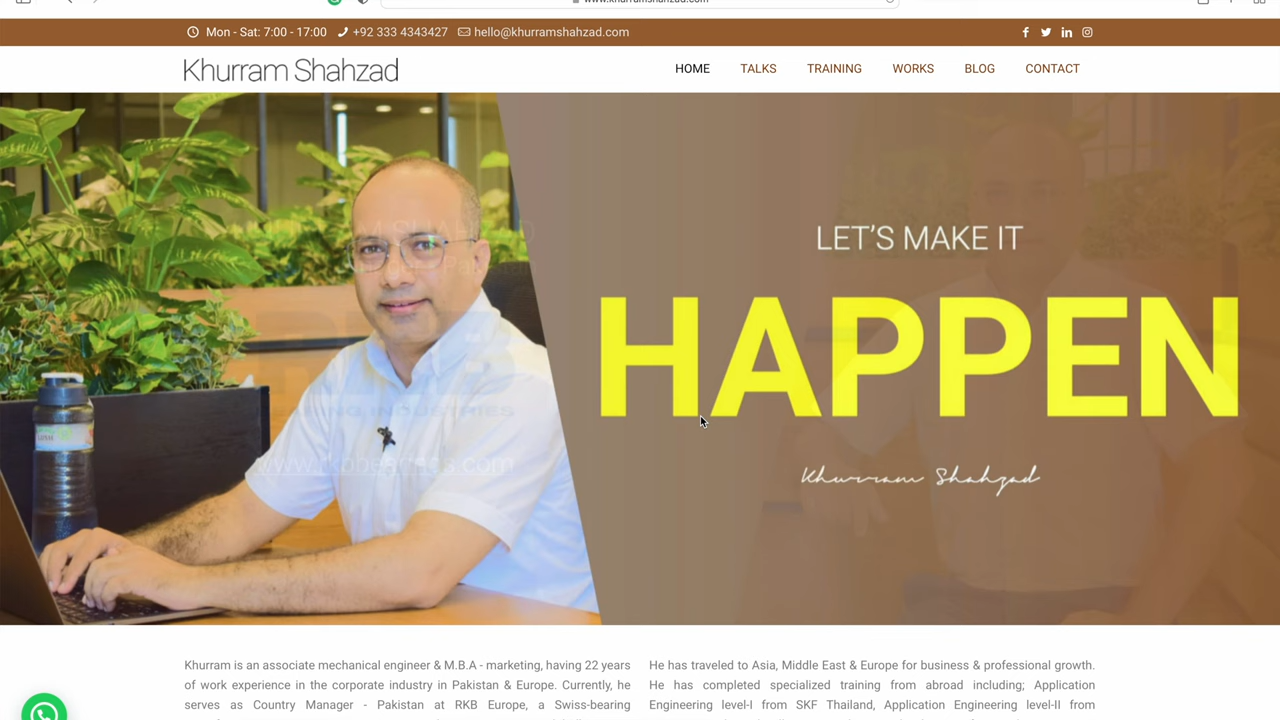 Mon - Sat: 7:00 - 17:00 +92 333 4343427 hello@khurramshahzad.com
Khurram Shahzad
HOME TALKS TRAINING WORKS BLOG CONTACT
LET'S MAKE IT
HAPPEN
Khurram Shahzad
www.rkbbearings.com
Khurram is an associate mechanical engineer & M.B.A - marketing, having 22 years
of work experience in the corporate industry in Pakistan & Europe. Currently, he
serves as Country Manager - Pakistan at RKB Europe, a Swiss-bearing
He has traveled to Asia, Middle East & Europe for business & professional growth.
He has completed specialized training from abroad including; Application
Engineering level-I from SKF Thailand, Application Engineering level-II from